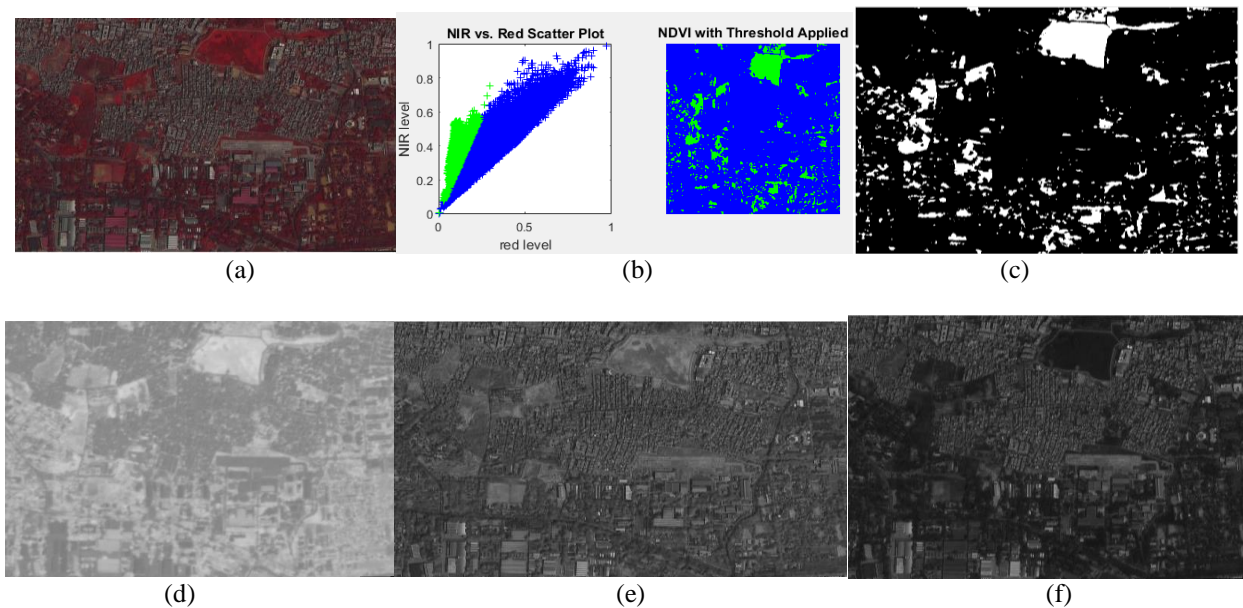 NIR vs. Red Scatter Plot
NDVI with Threshold Applied
NIR level
1
0.8
0.6
0.4
0.2
0
0
0.5
1
red level
(a)
(b)
(c)
(d)
(e)
(f)